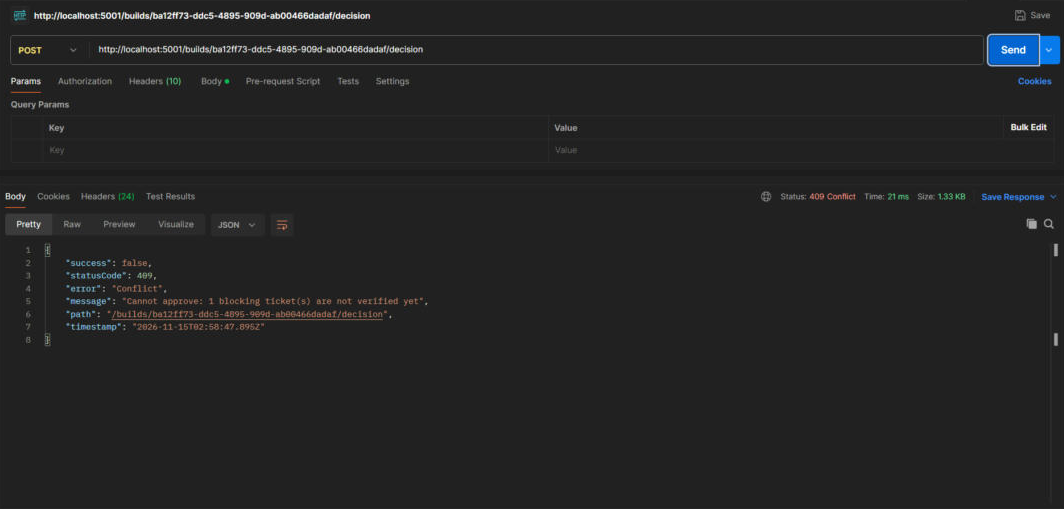 http://localhost:5001/builds/ba12ff73-ddc5-4895-909d-ab00466dadaf/decision Save
POST http://localhost:5001/builds/ba12ff73-ddc5-4895-909d-ab00466dadaf/decision Send
Params Authorization Headers (10) Body Pre-request Script Tests Settings Cookies
Query Params
Key Value Bulk Edit
Key Value
Body Cookies Headers (24) Test Results Status: 409 Conflict Time: 21 ms Size: 1.33 KB Save Response
Pretty Raw Preview Visualize JSON
1 {
2 "success": false,
3 "statusCode": 409,
4 "error": "Conflict",
5 "message": "Cannot approve: 1 blocking ticket(s) are not verified yet",
6 "path": "/builds/ba12ff73-ddc5-4895-909d-ab00466dadaf/decision",
7 "timestamp": "2026-11-15T02:58:47.895Z"
8 }